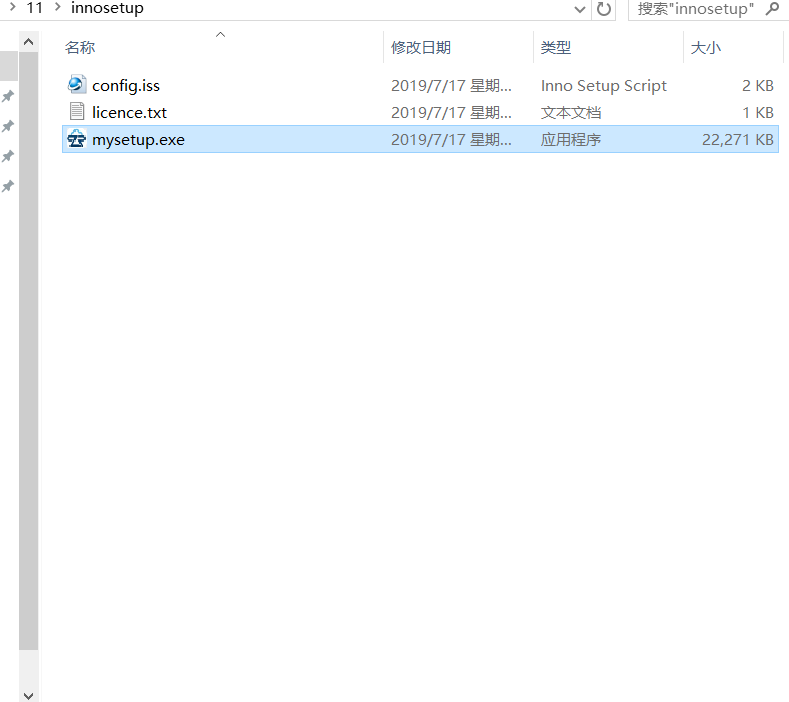 11 innosetup 搜索"innosetup"
名称 修改日期 类型 大小
config.iss 2019/7/17 星期... Inno Setup Script 2 KB
licence.txt 2019/7/17 星期... 文本文档 1 KB
mysetup.exe 2019/7/17 星期... 应用程序 22,271 KB